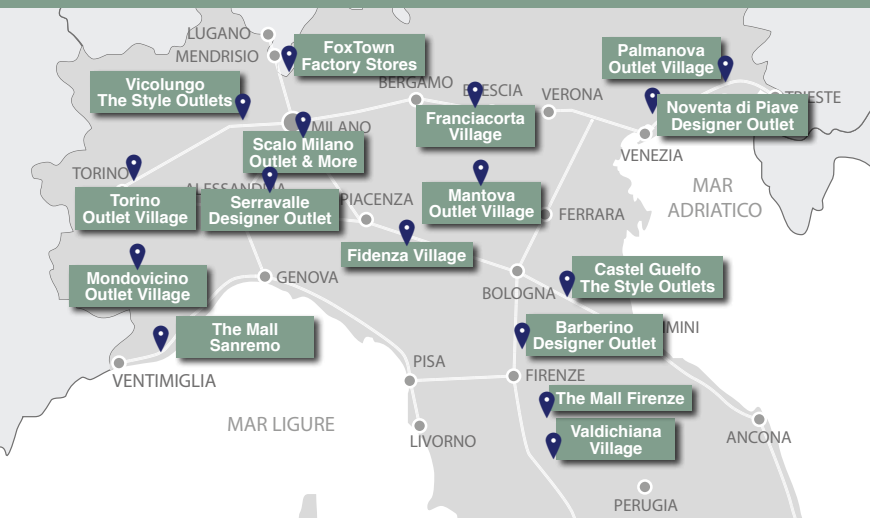 LUGANO
MENDRISIO
FoxTown
Factory Stores
Palmanova
Outlet Village
Vicolungo
The Style Outlets
BERGAMO
BRESCIA
VERONA
TRIESTE
Noventa di Piave
Designer Outlet
Franciacorta
Village
MILANO
Scalo Milano
Outlet & More
VENEZIA
TORINO
ALESSANDRIA
MAR
ADRIATICO
Torino
Outlet Village
Serravalle
Designer Outlet
PIACENZA
Mantova
Outlet Village
FERRARA
Fidenza Village
Mondovicino
Outlet Village
GENOVA
BOLOGNA
Castel Guelfo
The Style Outlets
The Mall
Sanremo
Barberino
Designer Outlet
IMINI
PISA
FIRENZE
VENTIMIGLIA
The Mall Firenze
MAR LIGURE
LIVORNO
Valdichiana
Village
ANCONA
PERUGIA